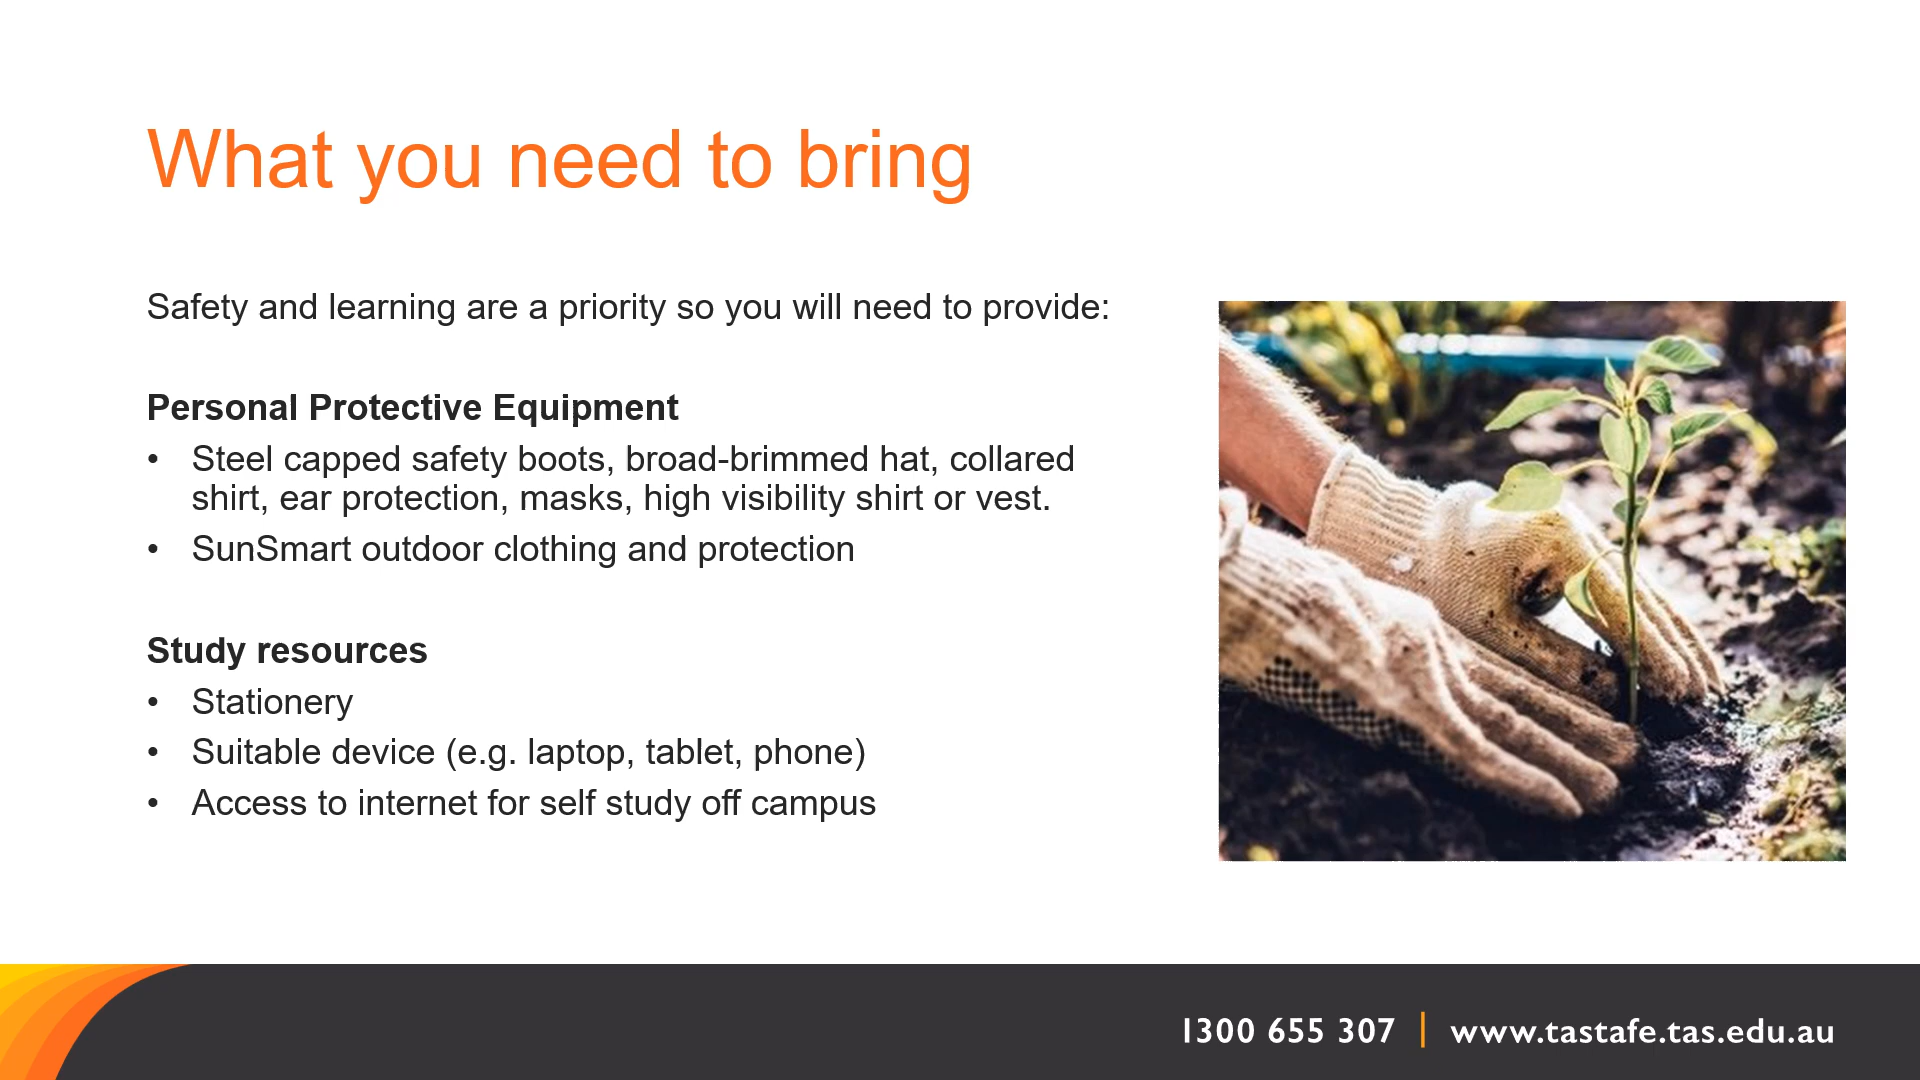 What you need to bring
Safety and learning are a priority so you will need to provide:
Personal Protective Equipment
• Steel capped safety boots, broad-brimmed hat, collared
shirt, ear protection, masks, high visibility shirt or vest.
• SunSmart outdoor clothing and protection
Study resources
• Stationery
• Suitable device (e.g. laptop, tablet, phone)
• Access to internet for self study off campus
1300 655 307 | www.tastafe.tas.edu.au